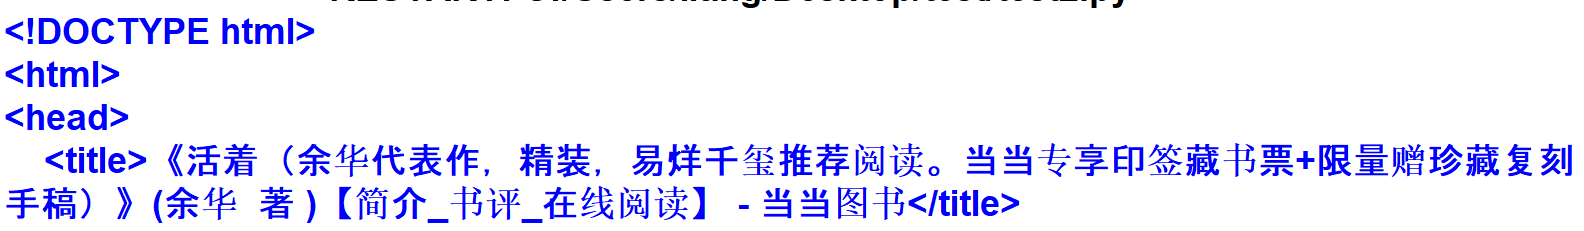 <!DOCTYPE html>
<html>
<head>
<title>《活着（余华代表作，精装，易烊千玺推荐阅读。当当专享印签藏书票+限量赠珍藏复刻
手稿）》(余华 著 )【简介_书评_在线阅读】 - 当当图书</title>